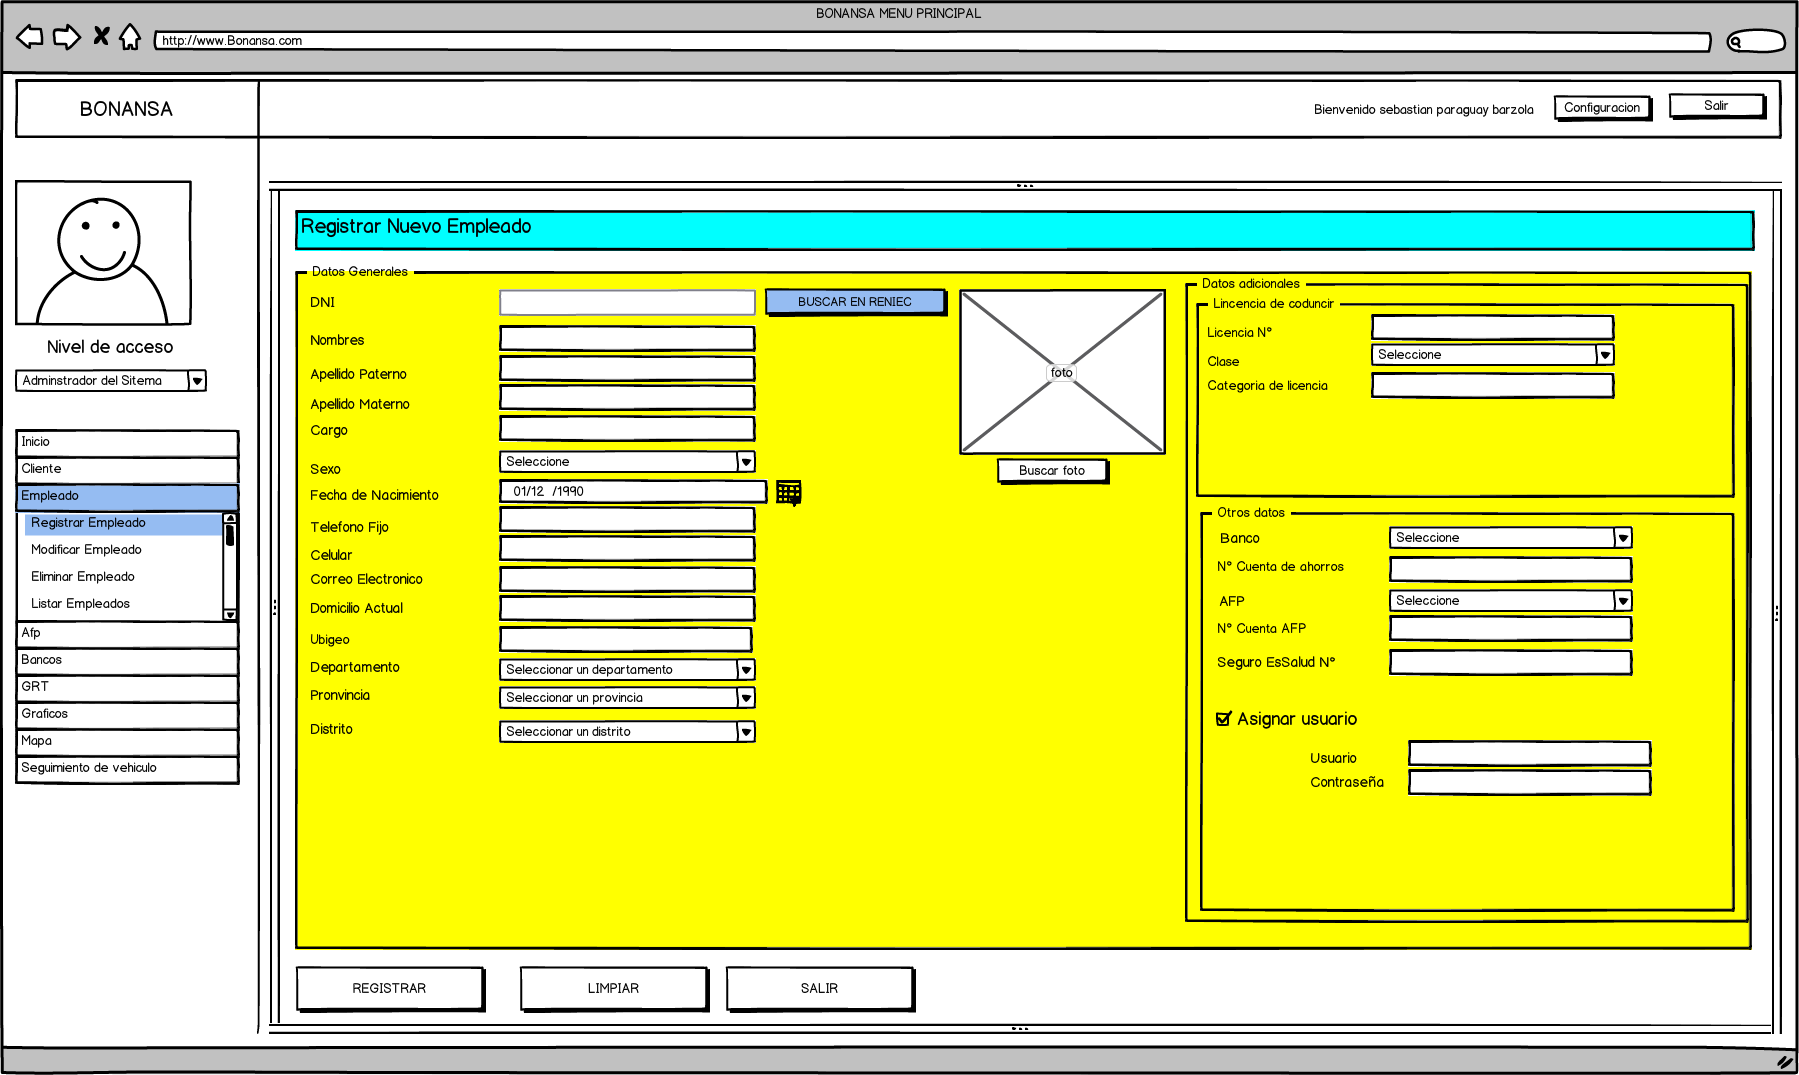 BONANSA MENU PRINCIPAL
http://www.Bonansa.com
BONANSA
Bienvenido sebastian paraguay barzola
Configuracion
Salir
Nivel de acceso
Adminstrador del Sitema
Inicio
Cliente
Empleado
Registrar Empleado
Modificar Empleado
Eliminar Empleado
Listar Empleados
Afp
Bancos
GRT
Graficos
Mapa
Seguimiento de vehiculo
Registrar Nuevo Empleado
Datos Generales
DNI
BUSCAR EN RENIEC
Nombres
Apellido Paterno
Apellido Materno
Cargo
Sexo
Seleccione
Fecha de Nacimiento
01/12 /1990
Telefono Fijo
Celular
Correo Electronico
Domicilio Actual
Ubigeo
Departamento
Seleccionar un departamento
Pronvincia
Seleccionar un provincia
Distrito
Seleccionar un distrito
foto
Buscar foto
Datos adicionales
Lincencia de coduncir
Licencia N°
Clase
Seleccione
Categoria de licencia
Otros datos
Banco
Seleccione
N° Cuenta de ahorros
AFP
Seleccione
N° Cuenta AFP
Seguro EsSalud N°
Asignar usuario
Usuario
Contraseña
REGISTRAR
LIMPIAR
SALIR